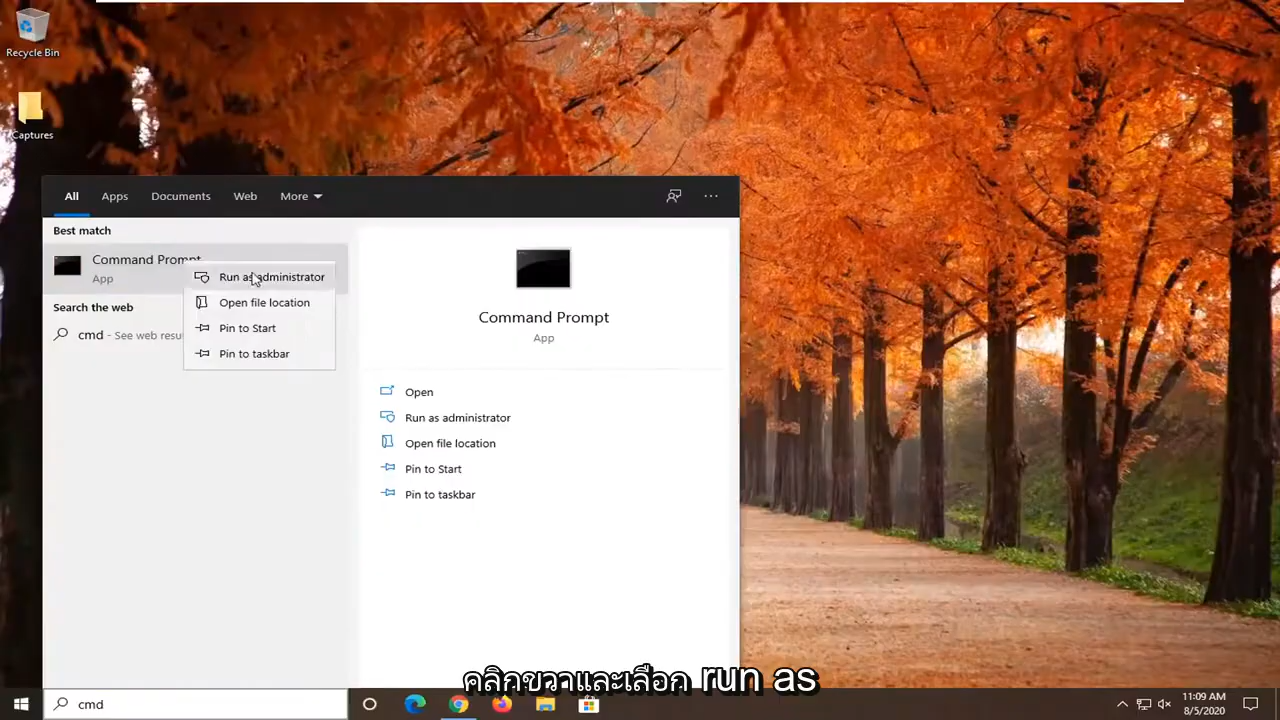 Recycle Bin
Captures
All Apps Documents Web More
Best match
Command Prompt
App
Search the web
cmd - See web resu
Run as administrator
Open file location
Pin to Start
Pin to taskbar
Command Prompt
App
Open
Run as administrator
Open file location
Pin to Start
Pin to taskbar
คลิกขวาและเลือก run as
cmd
11:09 AM
8/5/2020